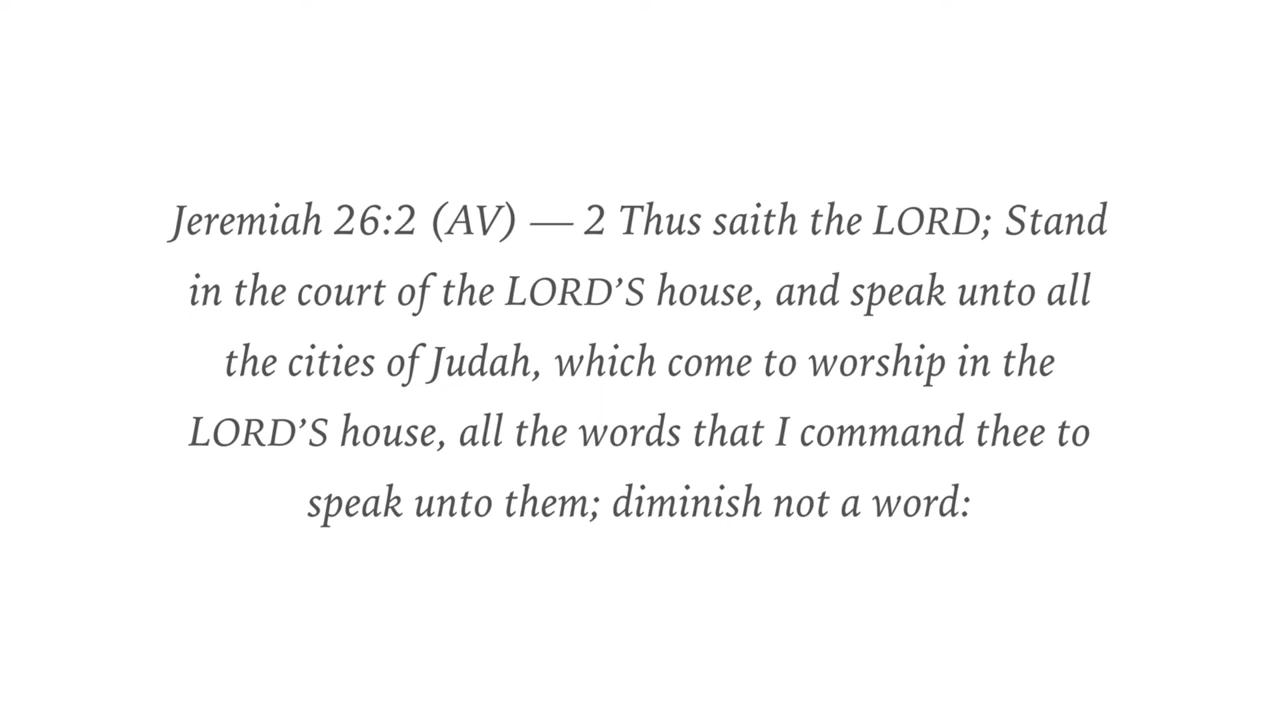 Jeremiah 26:2 (AV) — 2 Thus saith the LORD; Stand
in the court of the LORD’S house, and speak unto all
the cities of Judah, which come to worship in the
LORD’S house, all the words that I command thee to
speak unto them; diminish not a word: